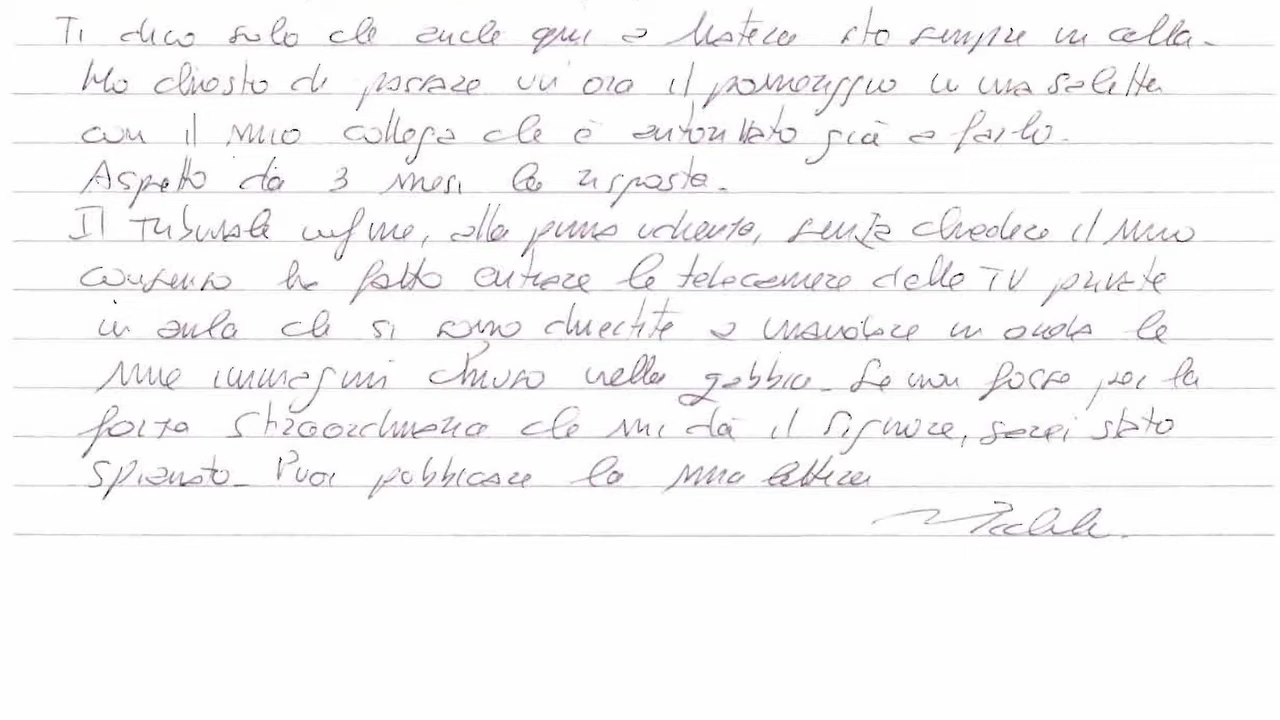 Ti dico solo che anche qui a Matera sto sempre in cella.
Ho chiesto di passare un'ora il pomeriggio in una saletta
con il mio collega che è autorizzato già a farlo.
Aspetto da 3 mesi la risposta.
Il Tribunale infine, alla prima udienza, senza chiedere il mio
consenso ha fatto entrare le telecamere delle TV private
in aula che si sono divertite a mandare in onda le
mie immagini chiuso nella gabbia. Se non fosse per la
forza straordinaria che mi dà il Signore, sarei stato
spianato. Puoi pubblicare la mia lettera
Michele.